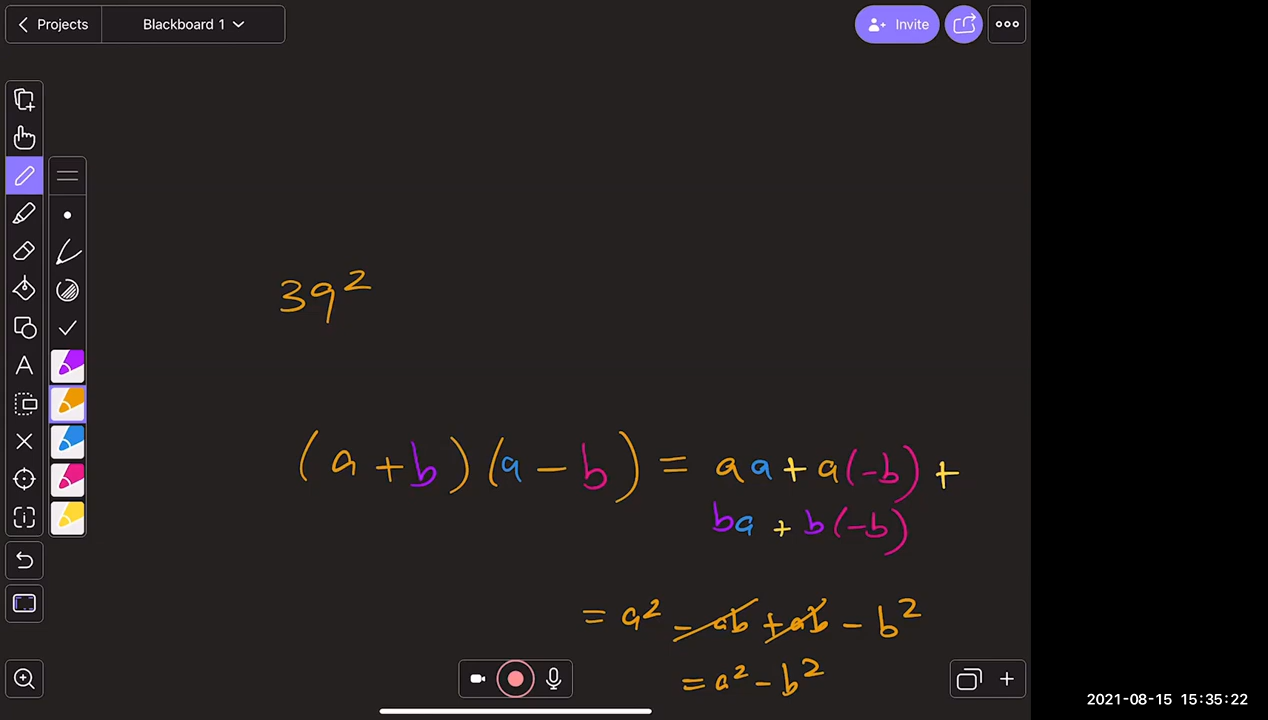 Projects
Blackboard 1
Invite
39²
(a + b)(a - b) = aa + a(-b) +
ba + b(-b)
= a² - ab + ab - b²
= a² - b²
A
2021-08-15 15:35:22